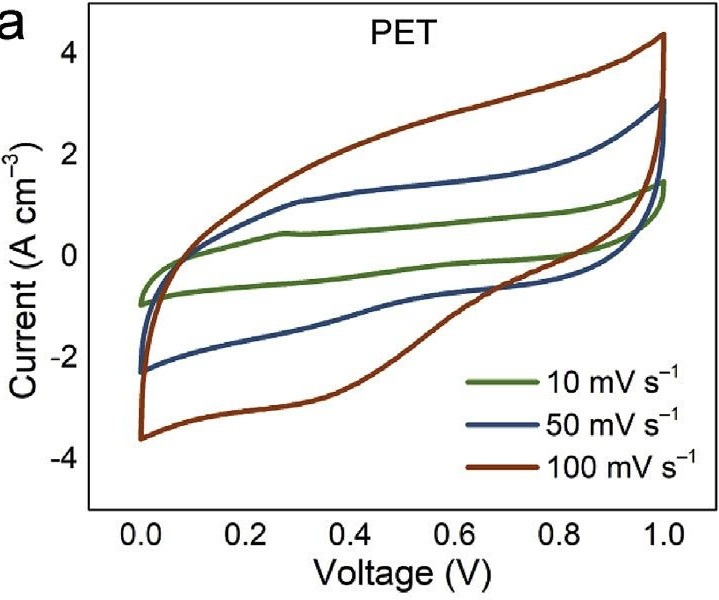 a
PET
4
2
0
-2
-4
Current (A cm⁻³)
10 mV s⁻¹
50 mV s⁻¹
100 mV s⁻¹
0.0 0.2 0.4 0.6 0.8 1.0
Voltage (V)